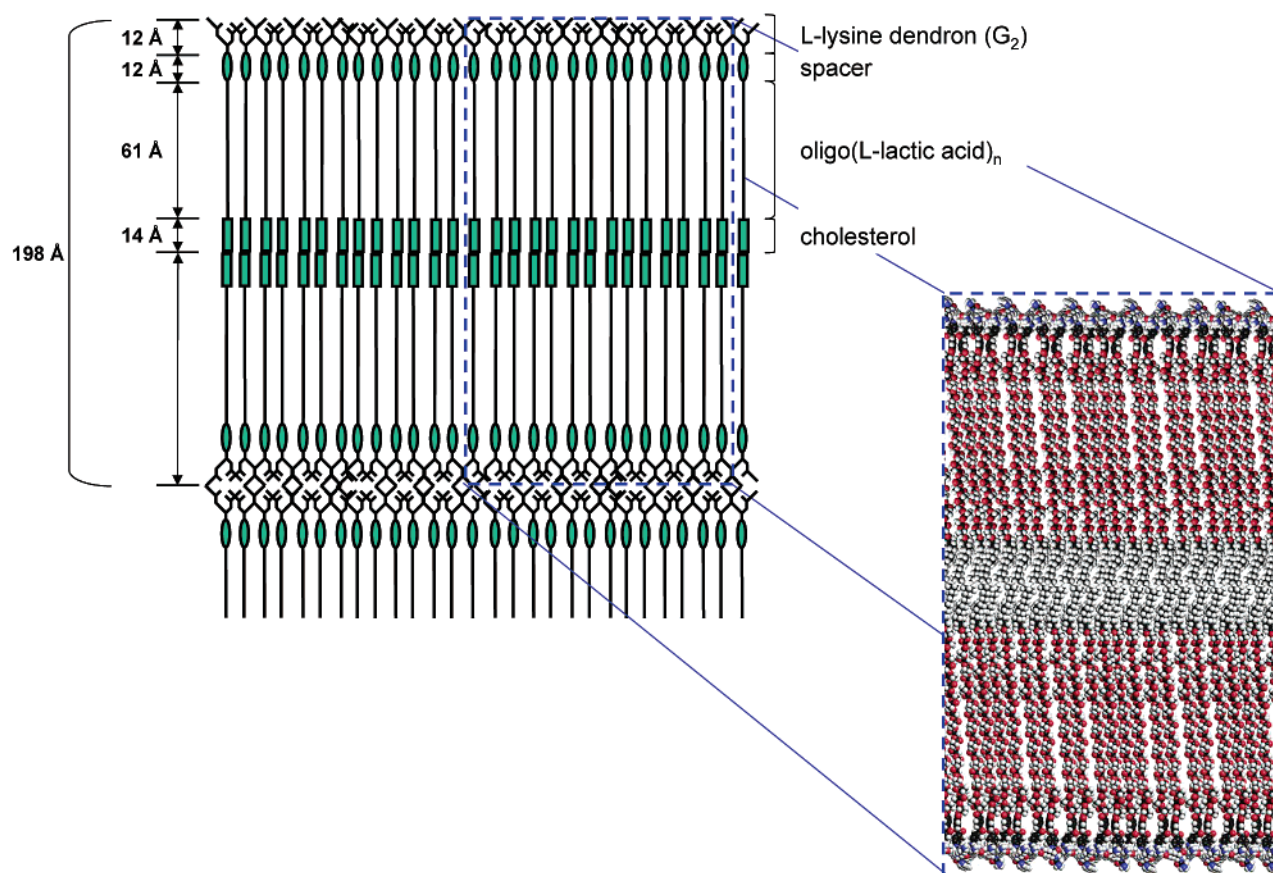 12 Å
L-lysine dendron (G₂)
12 Å
spacer
61 Å
oligo(L-lactic acid)ₙ
14 Å
cholesterol
198 Å